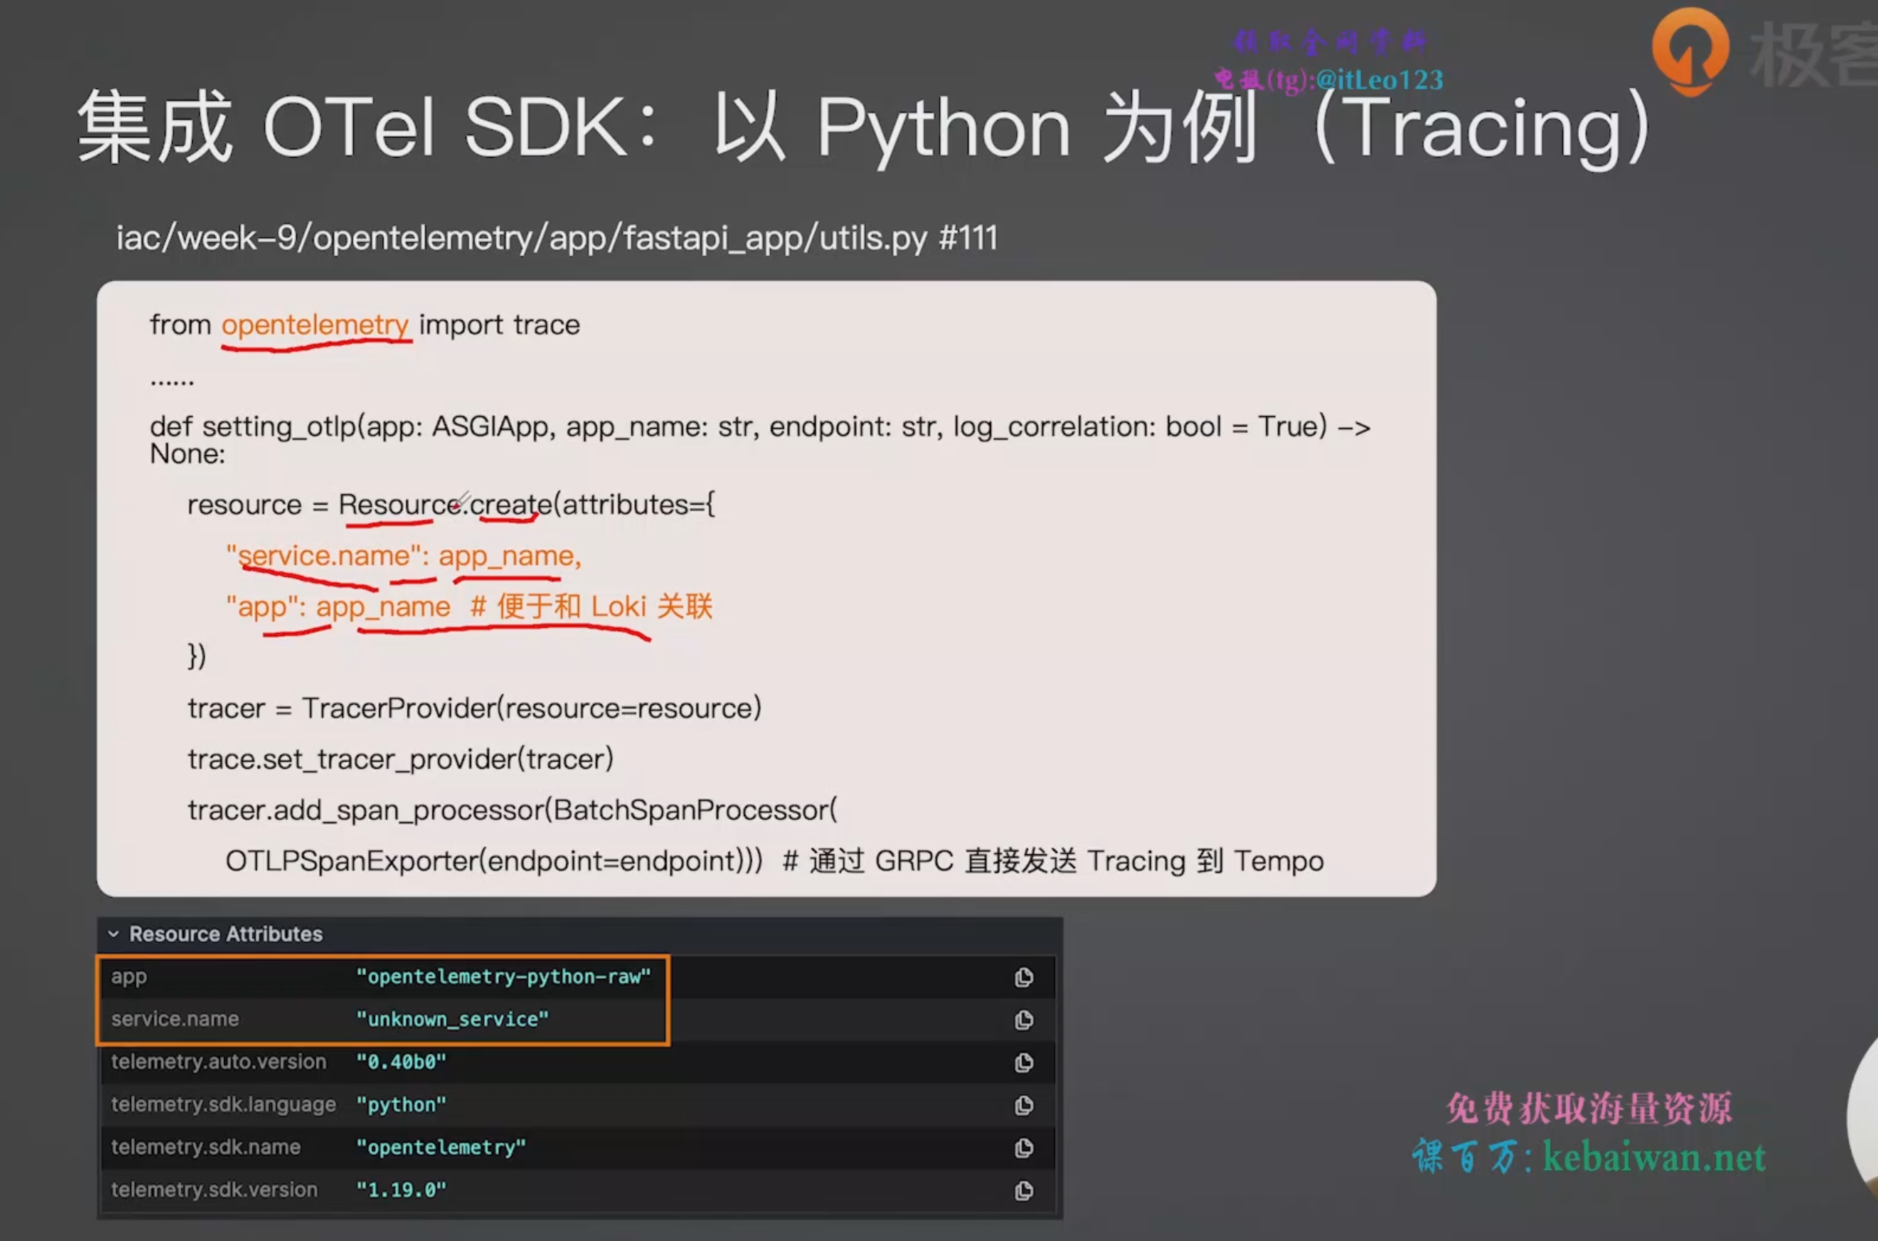 领取全网资料
电报(tg):@itLeo123
极客
集成 OTel SDK：以 Python 为例（Tracing）
iac/week-9/opentelemetry/app/fastapi_app/utils.py #111
from opentelemetry import trace
......
def setting_otlp(app: ASGIApp, app_name: str, endpoint: str, log_correlation: bool = True) ->
None:
resource = Resource.create(attributes={
"service.name": app_name,
"app": app_name # 便于和 Loki 关联
})
tracer = TracerProvider(resource=resource)
trace.set_tracer_provider(tracer)
tracer.add_span_processor(BatchSpanProcessor(
OTLPSpanExporter(endpoint=endpoint))) # 通过 GRPC 直接发送 Tracing 到 Tempo
Resource Attributes
app "opentelemetry-python-raw"
service.name "unknown_service"
telemetry.auto.version "0.40b0"
telemetry.sdk.language "python"
telemetry.sdk.name "opentelemetry"
telemetry.sdk.version "1.19.0"
免费获取海量资源
课百万: kebaiwan.net